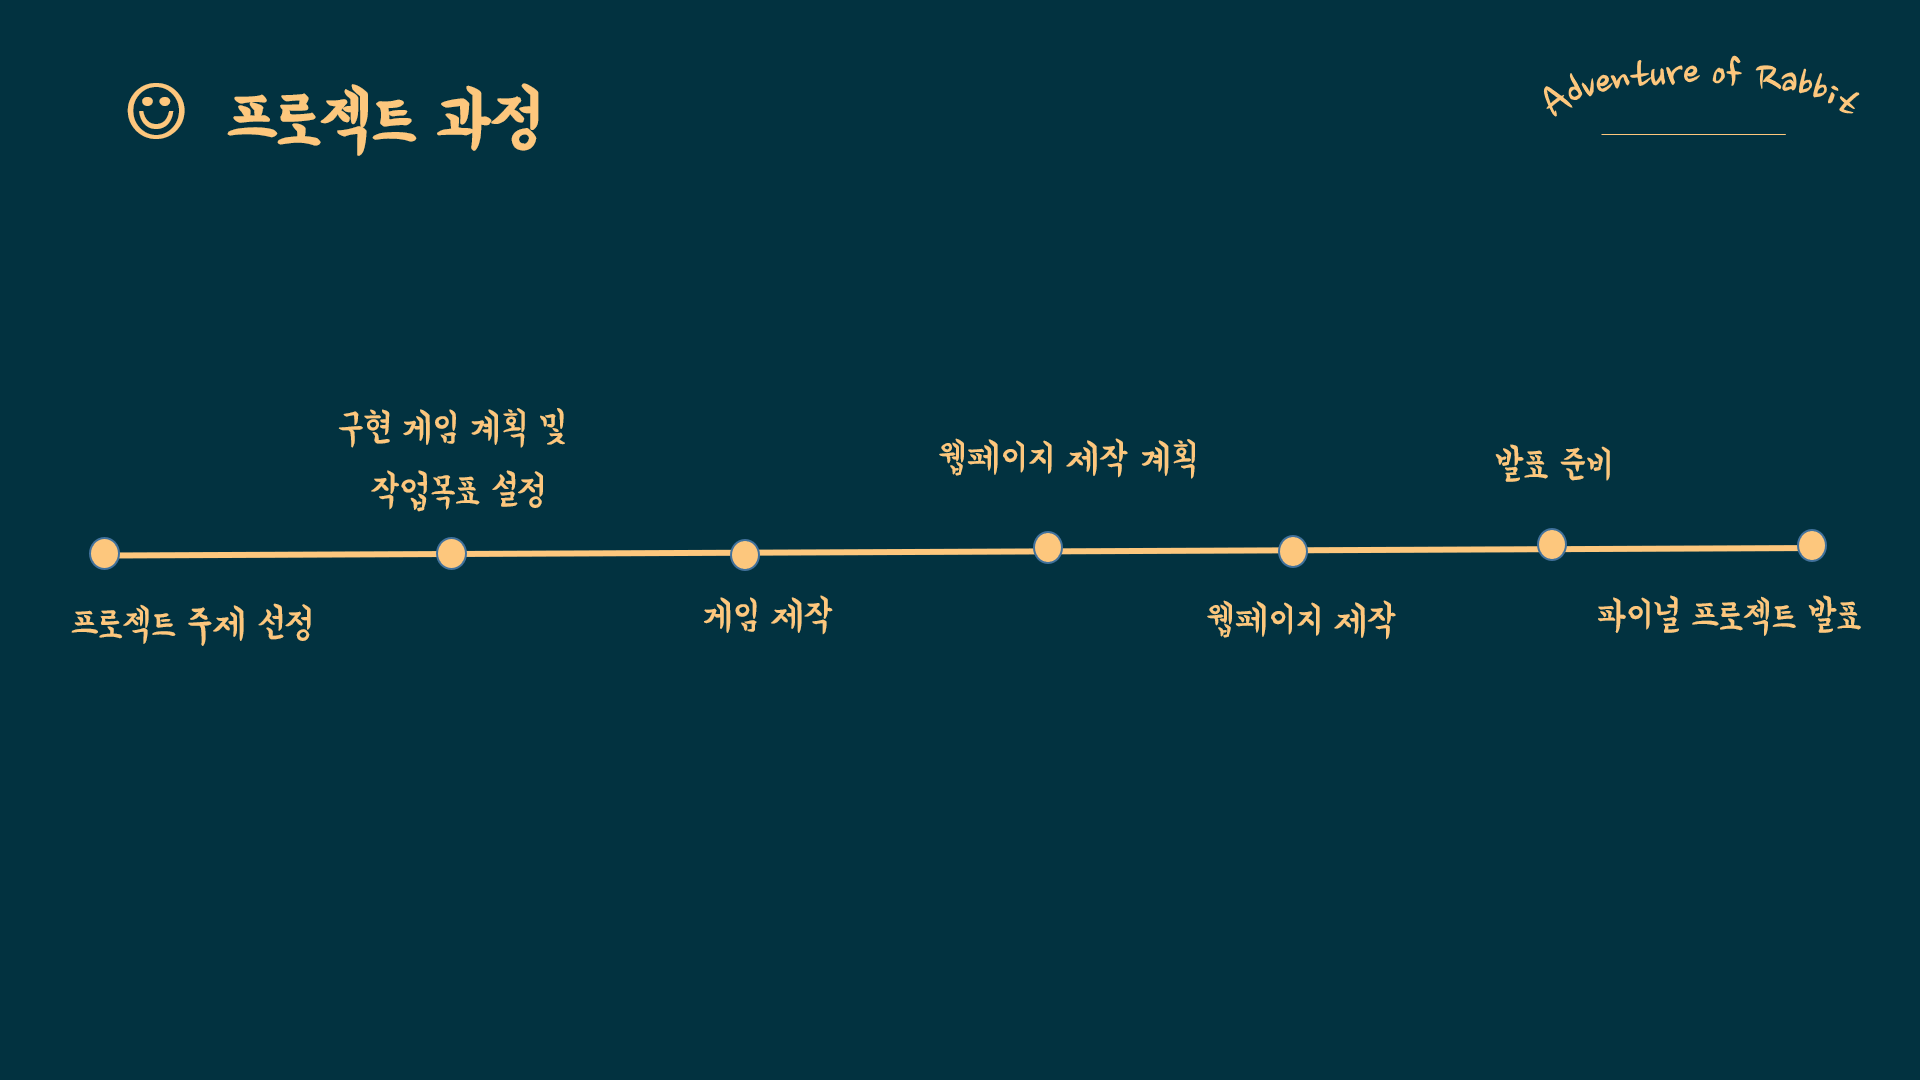 프로젝트 과정
Adventure of Rabbit
구현 게임 계획 및
작업목표 설정
웹페이지 제작 계획
발표 준비
프로젝트 주제 선정
게임 제작
웹페이지 제작
파이널 프로젝트 발표